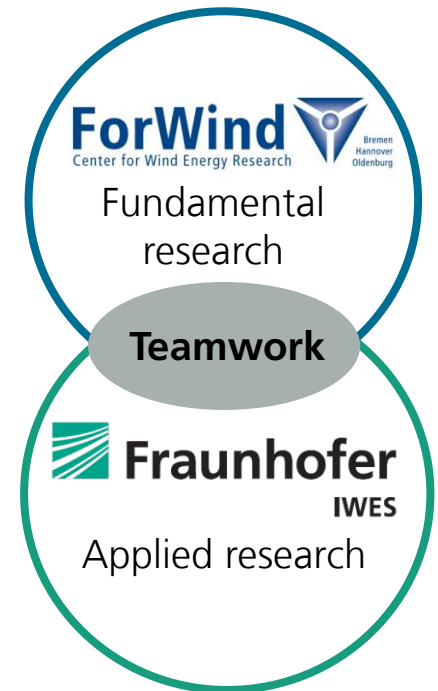 ForWind
Center for Wind Energy Research
Bremen
Hannover
Oldenburg
Fundamental
research
Teamwork
Fraunhofer
IWES
Applied research